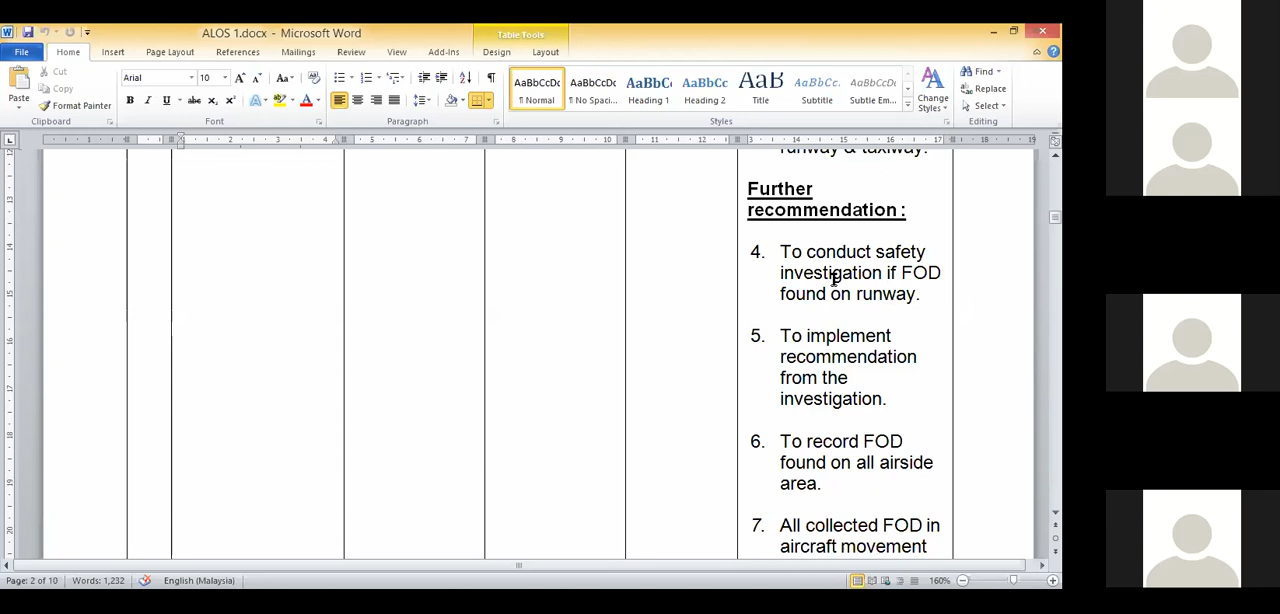 ALOS 1.docx - Microsoft Word
Table Tools
File Home Insert Page Layout References Mailings Review View Add-Ins Design Layout
Paste
Cut
Copy
Format Painter
Clipboard
Arial 10
Font
Paragraph
AaBbCcDc AaBbCcDc AaBbC AaBbCc AaB AaBbCc. AaBbCcDc
¶ Normal ¶ No Spaci... Heading 1 Heading 2 Title Subtitle Subtle Em...
Change
Styles
Styles
Find
Replace
Select
Editing
runway & taxiway.
Further
recommendation :
4. To conduct safety
investigation if FOD
found on runway.
5. To implement
recommendation
from the
investigation.
6. To record FOD
found on all airside
area.
7. All collected FOD in
aircraft movement
Page: 2 of 10 Words: 1,232 English (Malaysia) 160%